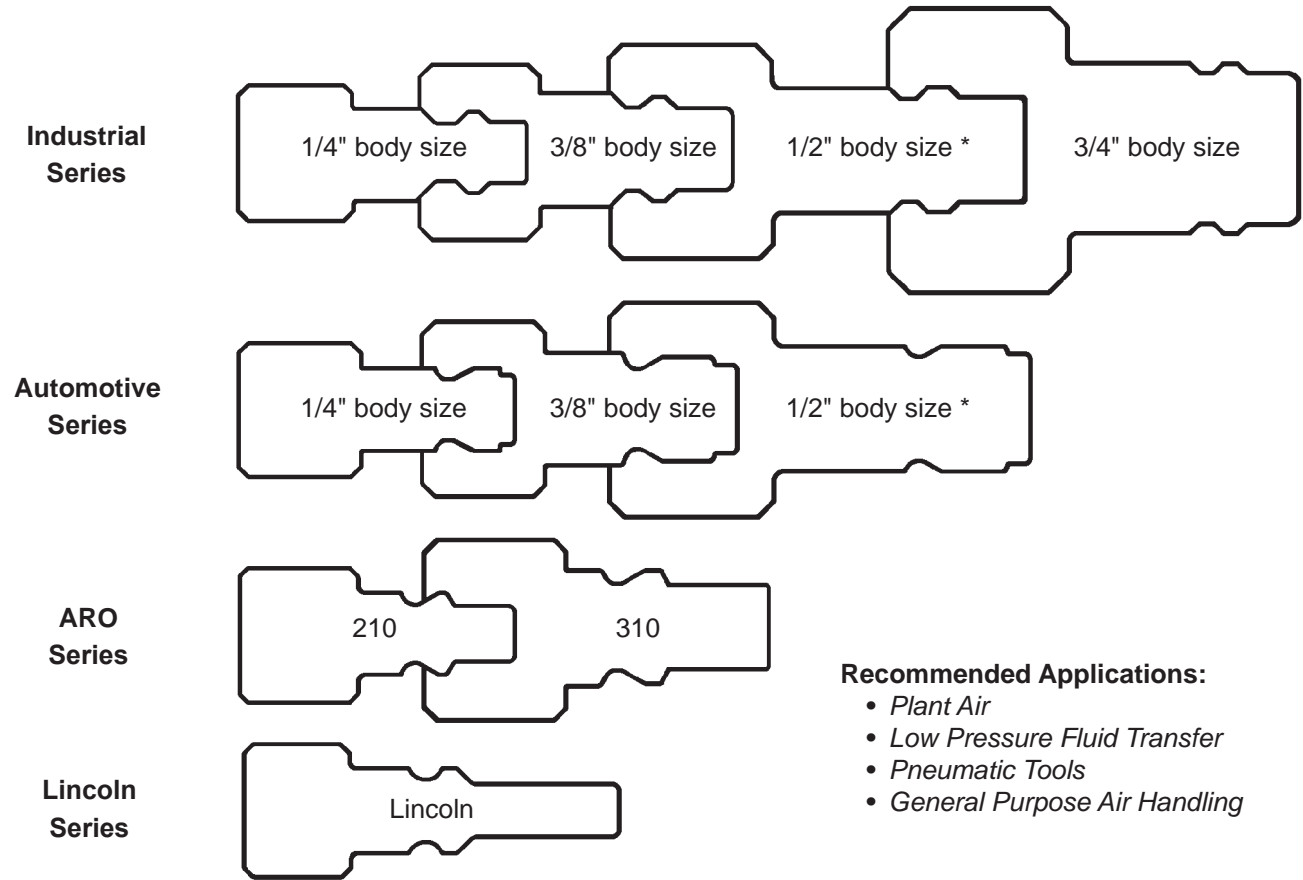 Industrial
Series
1/4" body size
3/8" body size
1/2" body size *
3/4" body size
Automotive
Series
1/4" body size
3/8" body size
1/2" body size *
ARO
Series
210
310
Lincoln
Series
Lincoln
Recommended Applications:
• Plant Air
• Low Pressure Fluid Transfer
• Pneumatic Tools
• General Purpose Air Handling